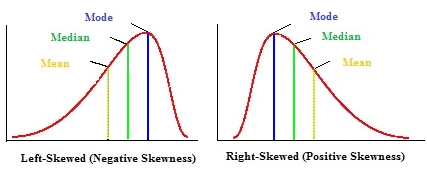 Mode
Median
Mean
Left-Skewed (Negative Skewness)
Mode
Median
Mean
Right-Skewed (Positive Skewness)